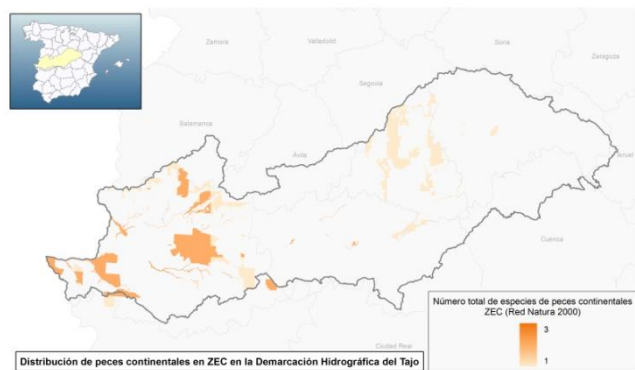 Zamora
Valladolid
Soria
Zaragoza
Segovia
Salamanca
Ávila
Teruel
Cuenca
Ciudad Real
Número total de especies de peces continentales
ZEC (Red Natura 2000)
3
1
Distribución de peces continentales en ZEC en la Demarcación Hidrográfica del Tajo